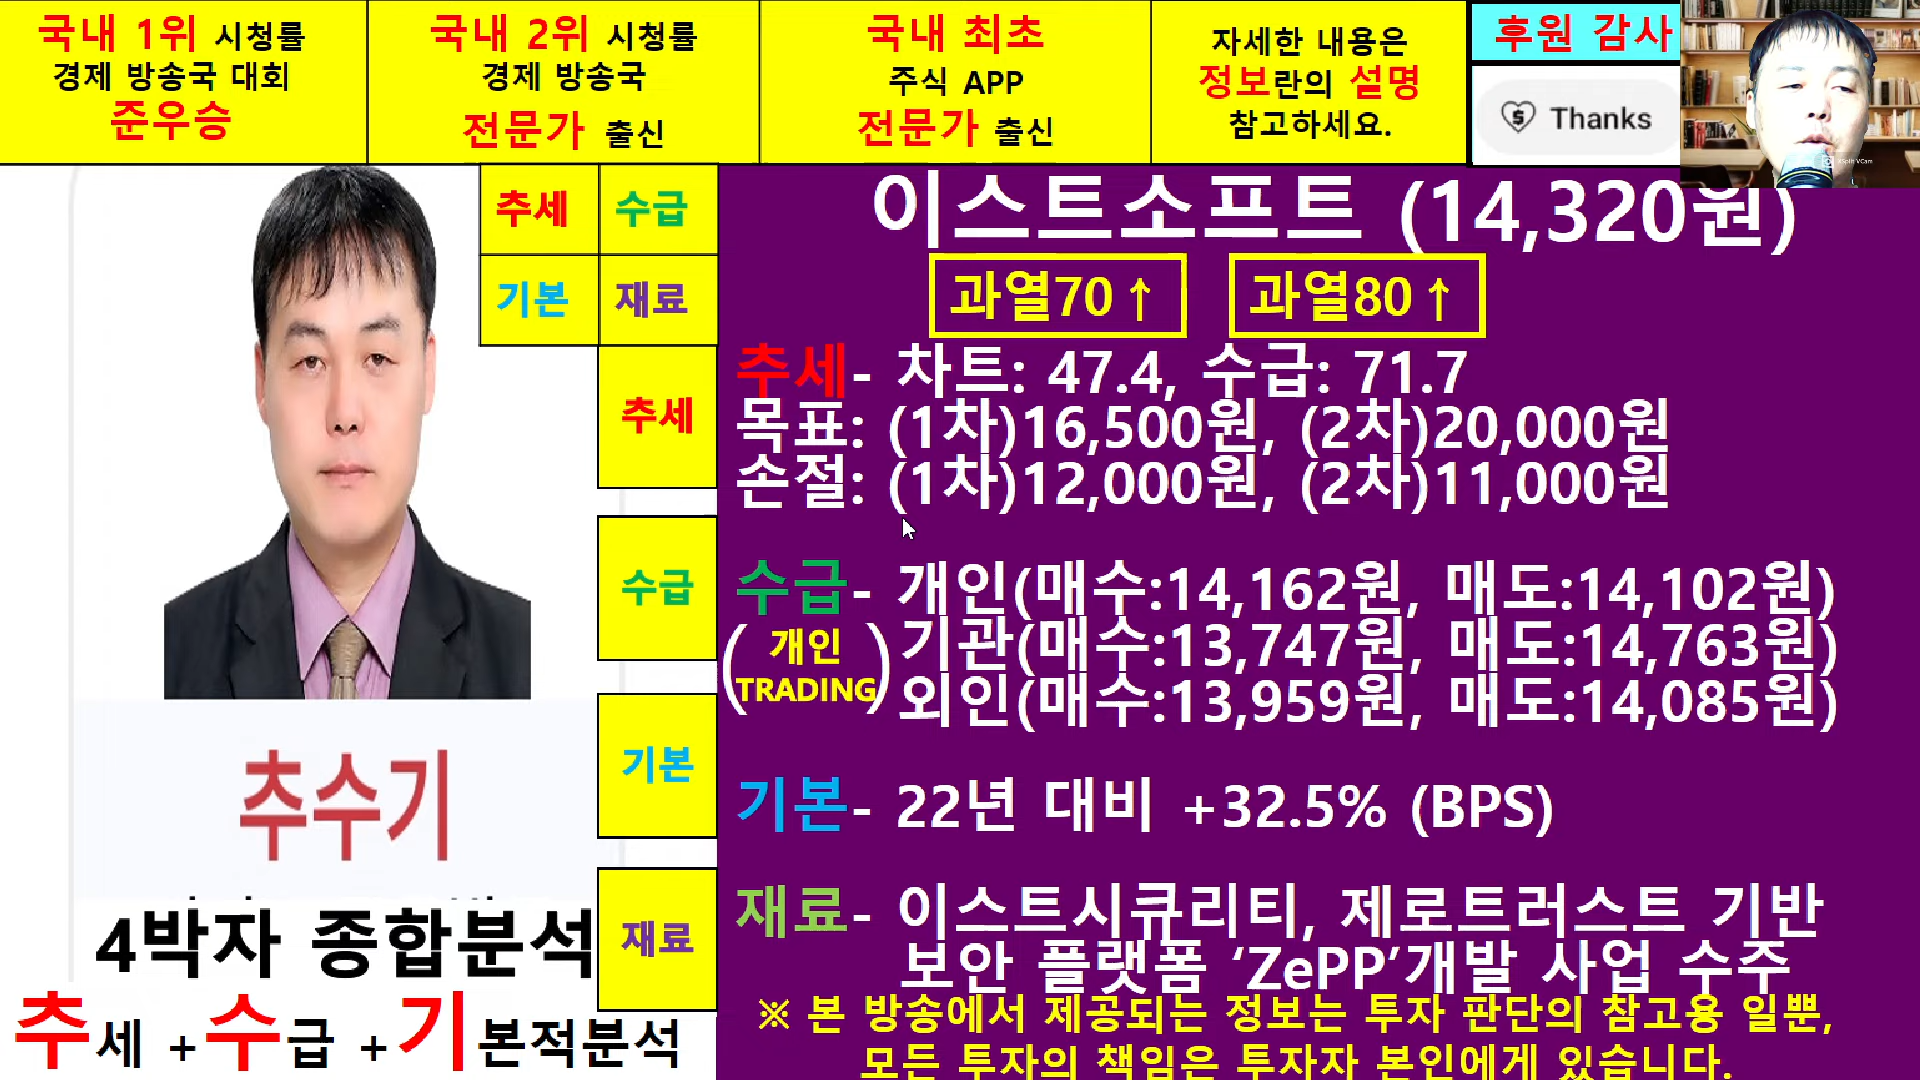 국내 1위 시청률
경제 방송국 대회
준우승
국내 2위 시청률
경제 방송국
전문가 출신
국내 최초
주식 APP
전문가 출신
자세한 내용은
정보란의 설명
참고하세요.
후원 감사
Thanks
XSplit VCam
추세 수급
기본 재료
이스트소프트 (14,320원)
과열70↑ 과열80↑
추세
추세- 차트: 47.4, 수급: 71.7
목표: (1차)16,500원, (2차)20,000원
손절: (1차)12,000원, (2차)11,000원
수급
수급- 개인(매수:14,162원, 매도:14,102원)
(개인 TRADING) 기관(매수:13,747원, 매도:14,763원)
외인(매수:13,959원, 매도:14,085원)
기본
기본- 22년 대비 +32.5% (BPS)
재료
재료- 이스트시큐리티, 제로트러스트 기반
보안 플랫폼 ‘ZePP’개발 사업 수주
※ 본 방송에서 제공되는 정보는 투자 판단의 참고용 일뿐,
모든 투자의 책임은 투자자 본인에게 있습니다.
추수기
4박자 종합분석
추세 +수급 +기본적분석